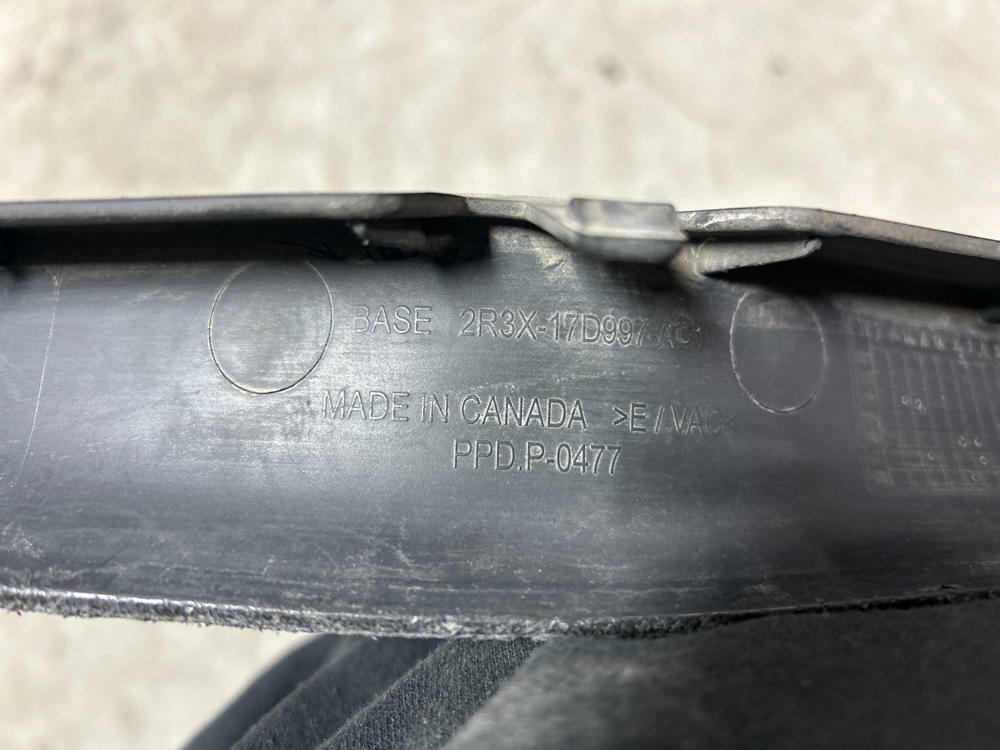 BASE 2R3X-17D997-AC
MADE IN CANADA >E / VAC<
PPD.P-0477